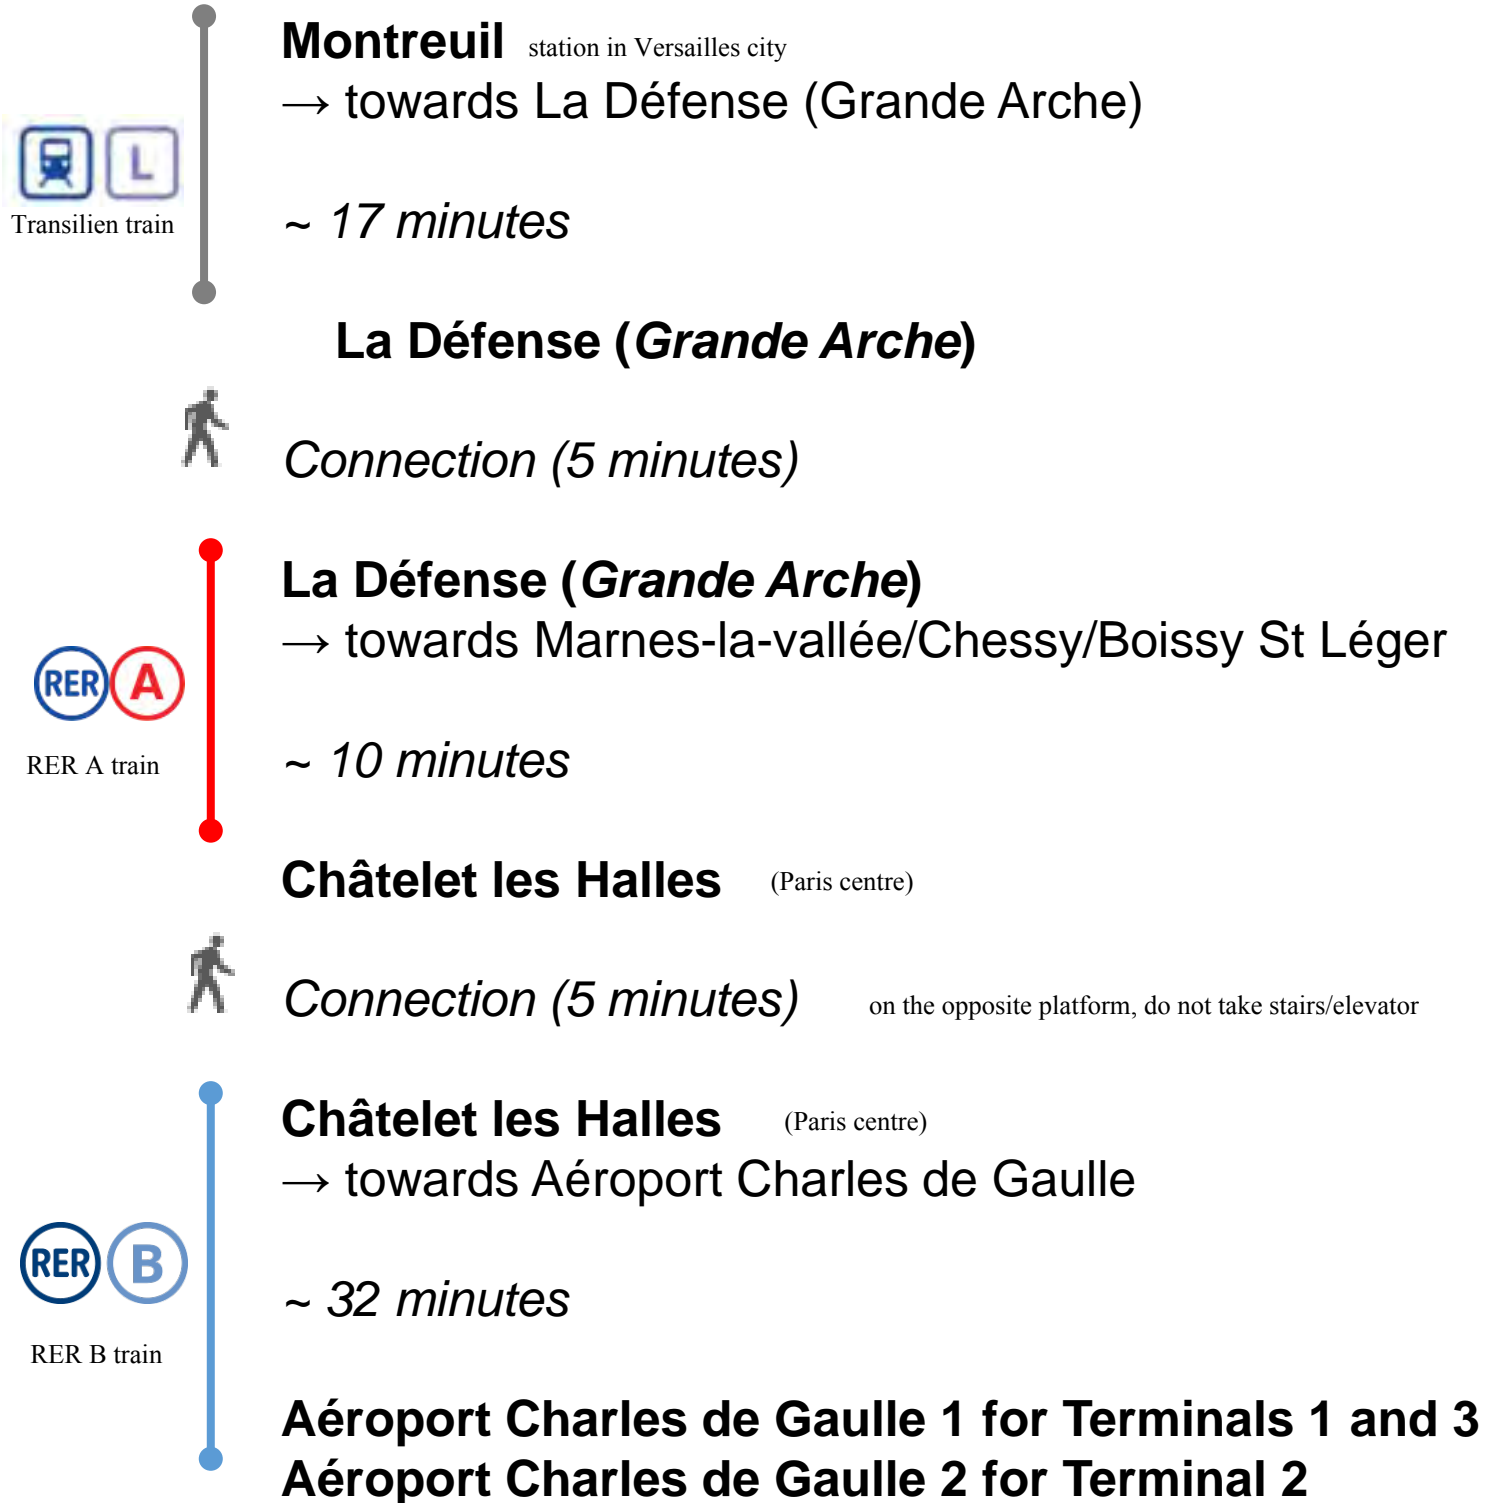 Montreuil station in Versailles city
→ towards La Défense (Grande Arche)
L
Transilien train
~ 17 minutes
La Défense (Grande Arche)
Connection (5 minutes)
La Défense (Grande Arche)
→ towards Marnes-la-vallée/Chessy/Boissy St Léger
RER A
RER A train
~ 10 minutes
Châtelet les Halles (Paris centre)
Connection (5 minutes) on the opposite platform, do not take stairs/elevator
Châtelet les Halles (Paris centre)
→ towards Aéroport Charles de Gaulle
RER B
~ 32 minutes
RER B train
Aéroport Charles de Gaulle 1 for Terminals 1 and 3
Aéroport Charles de Gaulle 2 for Terminal 2